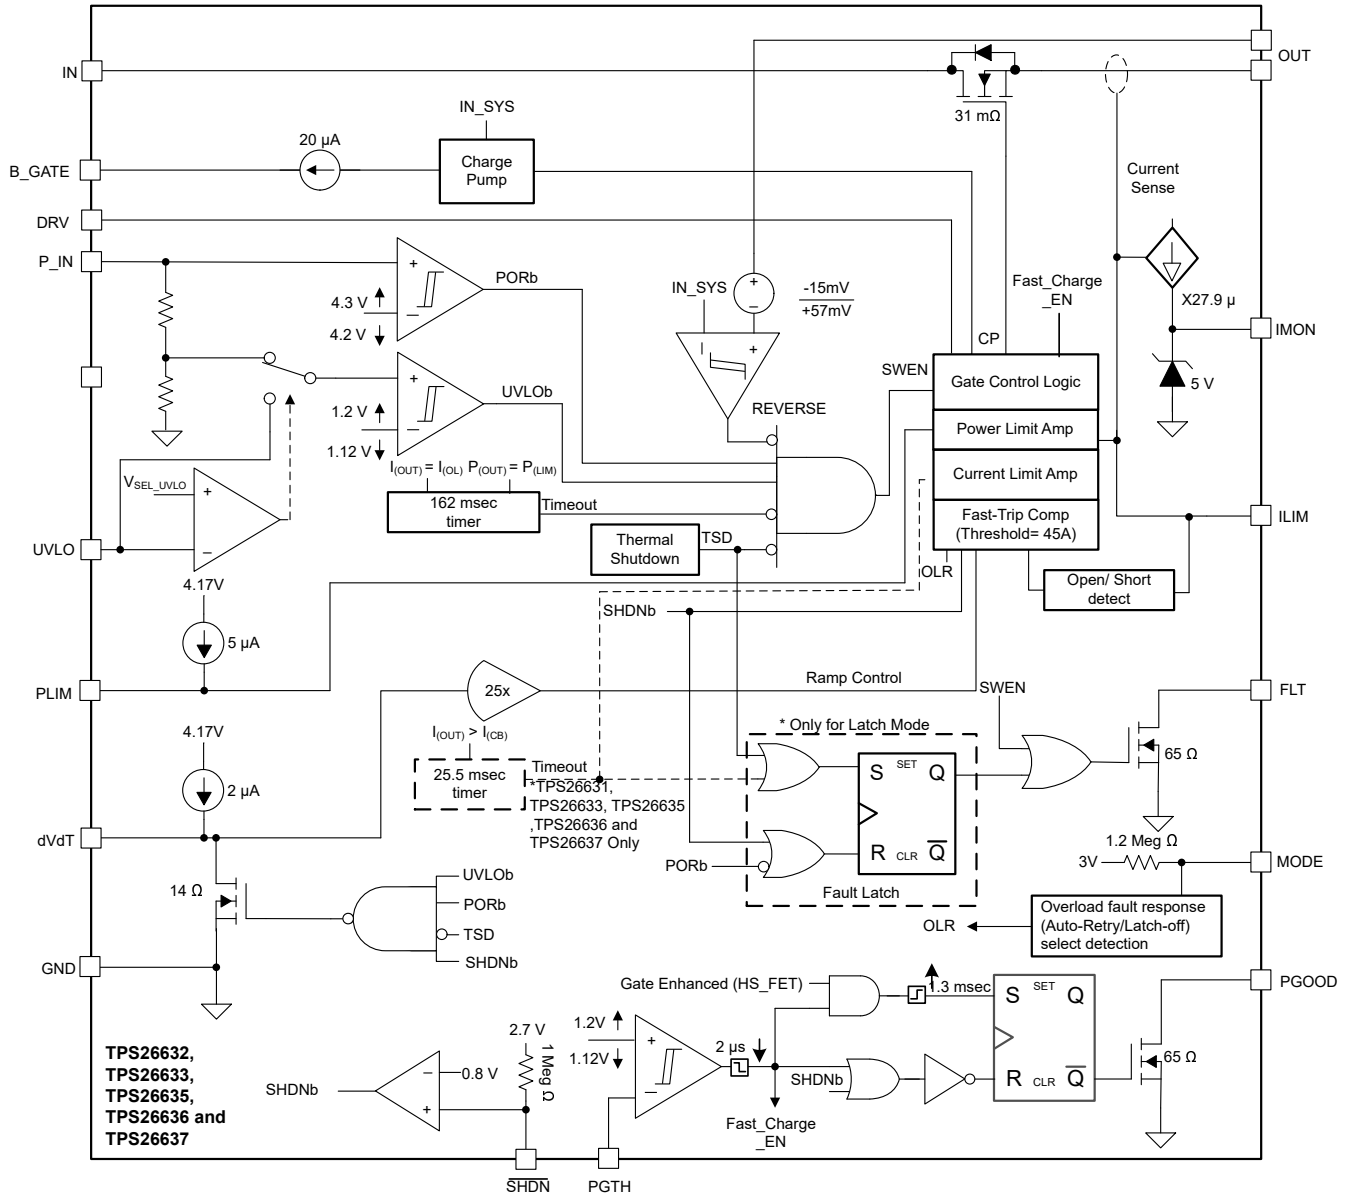 OUT
IN
31 mΩ
IN_SYS
20 µA
Charge
Pump
B_GATE
Current
Sense
DRV
P_IN
PORb
4.3 V
4.2 V
IN_SYS
-15mV
+57mV
Fast_Charge
_EN
X27.9 µ
IMON
CP
SWEN
Gate Control Logic
5 V
UVLOb
1.2 V
1.12 V
REVERSE
Power Limit Amp
I(OUT) = I(OL) P(OUT) = P(LIM)
Current Limit Amp
VSEL_UVLO
162 msec
timer
Timeout
Fast-Trip Comp
(Threshold= 45A)
ILIM
Thermal
Shutdown
TSD
UVLO
OLR
Open/ Short
detect
4.17V
SHDNb
5 µA
PLIM
25x
Ramp Control
SWEN
FLT
4.17V
I(OUT) > I(CB)
* Only for Latch Mode
65 Ω
25.5 msec
timer
Timeout
*TPS26631,
TPS26633, TPS26635
,TPS26636 and
TPS26637 Only
S SET Q
2 µA
dVdT
R CLR Q
PORb
Fault Latch
1.2 Meg Ω
3V
MODE
14 Ω
UVLOb
PORb
TSD
SHDNb
Overload fault response
(Auto-Retry/Latch-off)
select detection
OLR
GND
Gate Enhanced (HS_FET)
1.3 msec
PGOOD
S SET Q
1.2V
1.12V
2 µs
2.7 V
1 Meg Ω
65 Ω
SHDNb
R CLR Q
TPS26632,
TPS26633,
TPS26635,
TPS26636 and
TPS26637
SHDNb
0.8 V
Fast_Charge
_EN
SHDN
PGTH